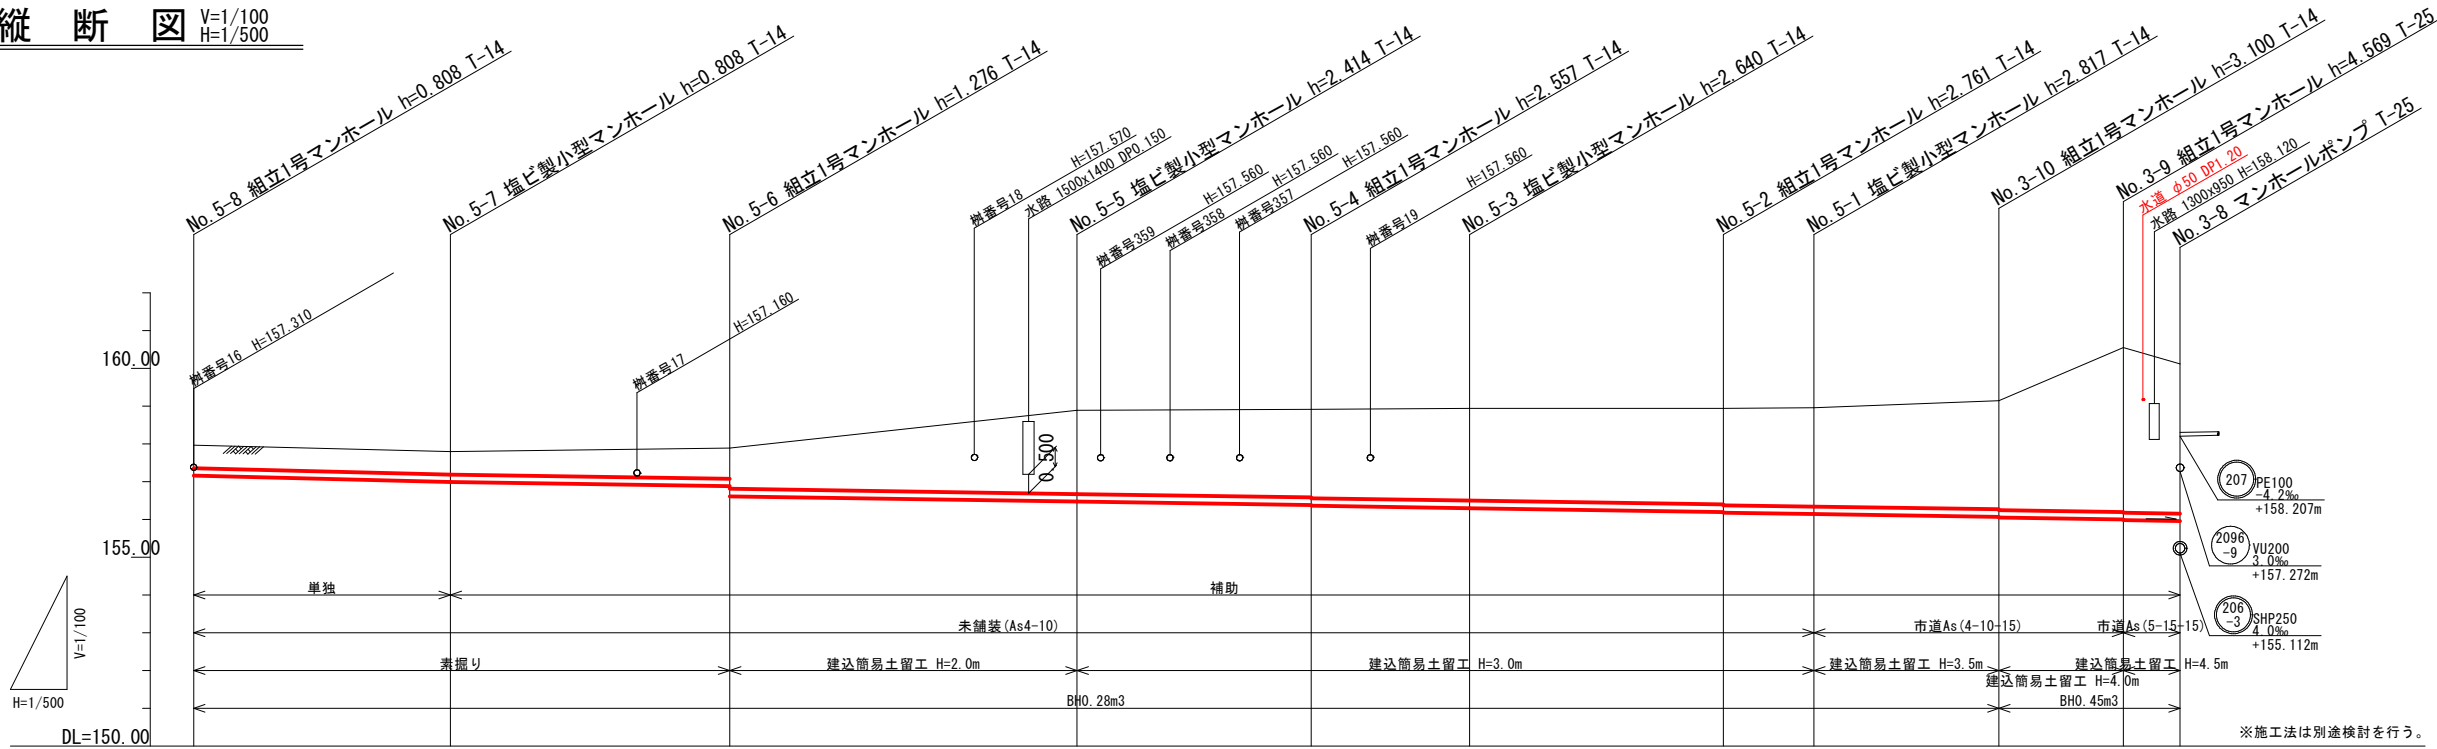 縦断図 V=1/100
H=1/500
No.5-8 組立1号マンホール h=0.808 T-14
No.5-7 塩ビ製小型マンホール h=0.808 T-14
No.5-6 組立1号マンホール h=1.276 T-14
桝番号18 H=157.570
水路 1500x1400 DP0.150
No.5-5 塩ビ製小型マンホール h=2.414 T-14
桝番号359 H=157.560
桝番号358 H=157.560
桝番号357 H=157.560
No.5-4 組立1号マンホール h=2.557 T-14
桝番号19 H=157.560
No.5-3 塩ビ製小型マンホール h=2.640 T-14
No.5-2 組立1号マンホール h=2.761 T-14
No.5-1 塩ビ製小型マンホール h=2.817 T-14
No.3-10 組立1号マンホール h=3.100 T-14
No.3-9 組立1号マンホール h=4.569 T-25
水道 φ50 DP1.20
水路 1300x950 H=158.120
No.3-8 マンホールポンプ T-25
桝番号16 H=157.310
桝番号17 H=157.160
160.00
155.00
DL=150.00
0.500
207
PE100
-4.2‰
+158.207m
2096
-9
VU200
3.0‰
+157.272m
206
-3
SHP250
4.0‰
+155.112m
単独
補助
未舗装(As4-10)
市道As(4-10-15)
市道As(5-15-15)
素掘り
建込簡易土留工 H=2.0m
建込簡易土留工 H=3.0m
建込簡易土留工 H=3.5m
建込簡易土留工 H=4.5m
建込簡易土留工 H=4.0m
BH0.28m3
BH0.45m3
V=1/100
H=1/500
※施工法は別途検討を行う。